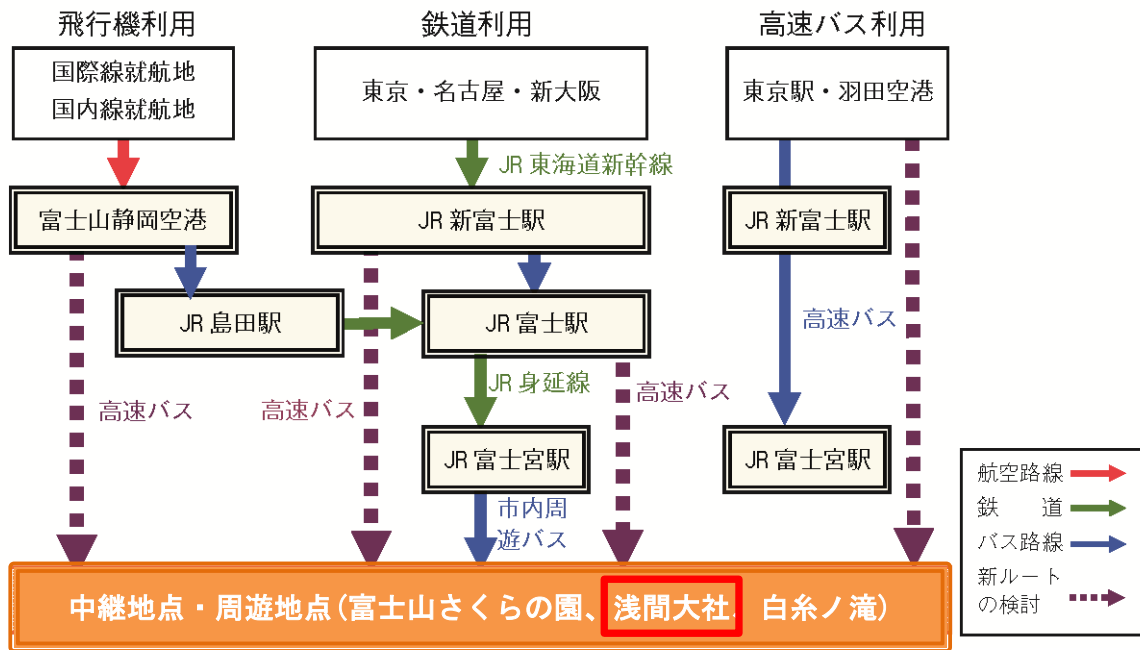 飛行機利用
鉄道利用
高速バス利用
国際線就航地
国内線就航地
東京・名古屋・新大阪
東京駅・羽田空港
JR 東海道新幹線
富士山静岡空港
JR 新富士駅
JR 新富士駅
JR 島田駅
JR 富士駅
高速バス
JR 身延線
高速バス
高速バス
高速バス
JR 富士宮駅
JR 富士宮駅
市内周
遊バス
航空路線
鉄　道
バス路線
新ルート
の検討
中継地点・周遊地点(富士山さくらの園、浅間大社、白糸ノ滝)